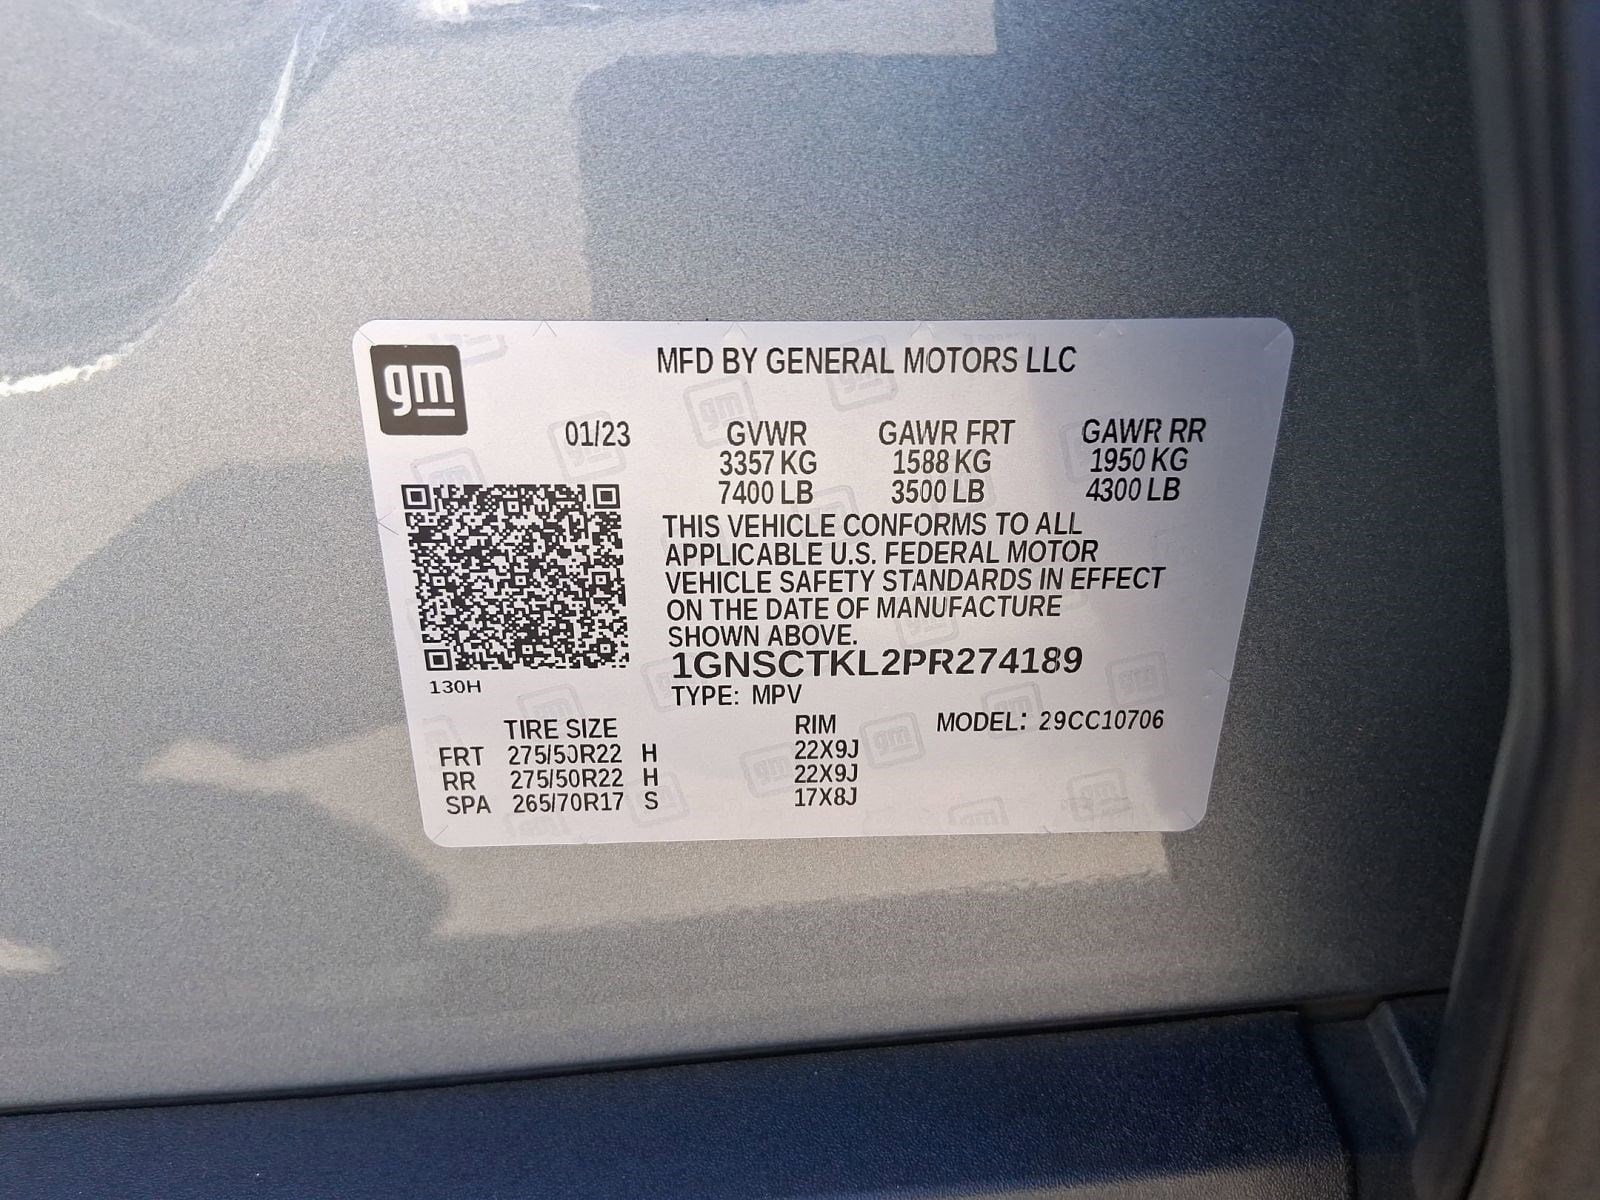 gm
MFD BY GENERAL MOTORS LLC
01/23 GVWR GAWR FRT GAWR RR
3357 KG 1588 KG 1950 KG
7400 LB 3500 LB 4300 LB
THIS VEHICLE CONFORMS TO ALL
APPLICABLE U.S. FEDERAL MOTOR
VEHICLE SAFETY STANDARDS IN EFFECT
ON THE DATE OF MANUFACTURE
SHOWN ABOVE.
1GNSCTKL2PR274189
130H
TYPE: MPV
TIRE SIZE RIM MODEL: 29CC10706
FRT 275/50R22 H 22X9J
RR 275/50R22 H 22X9J
SPA 265/70R17 S 17X8J